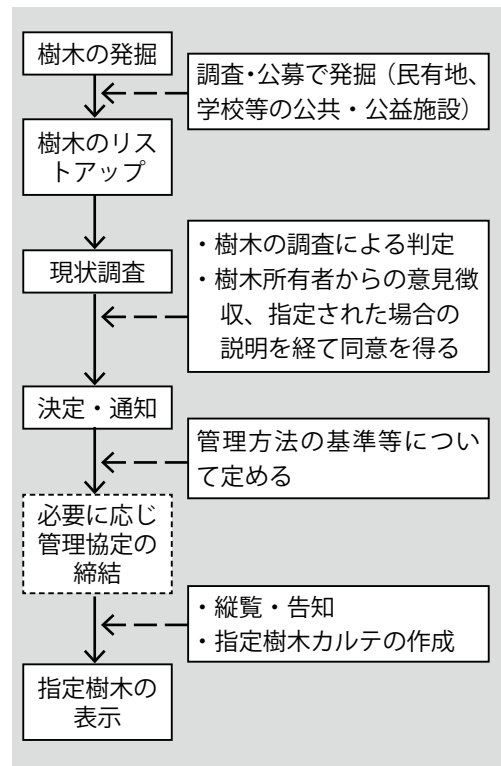 樹木の発掘
調査・公募で発掘（民有地、
学校等の公共・公益施設）
樹木のリス
トアップ
現状調査
・樹木の調査による判定
・樹木所有者からの意見徴
収、指定された場合の
説明を経て同意を得る
決定・通知
管理方法の基準等につい
て定める
必要に応じ
管理協定の
締結
・縦覧・告知
・指定樹木カルテの作成
指定樹木の
表示